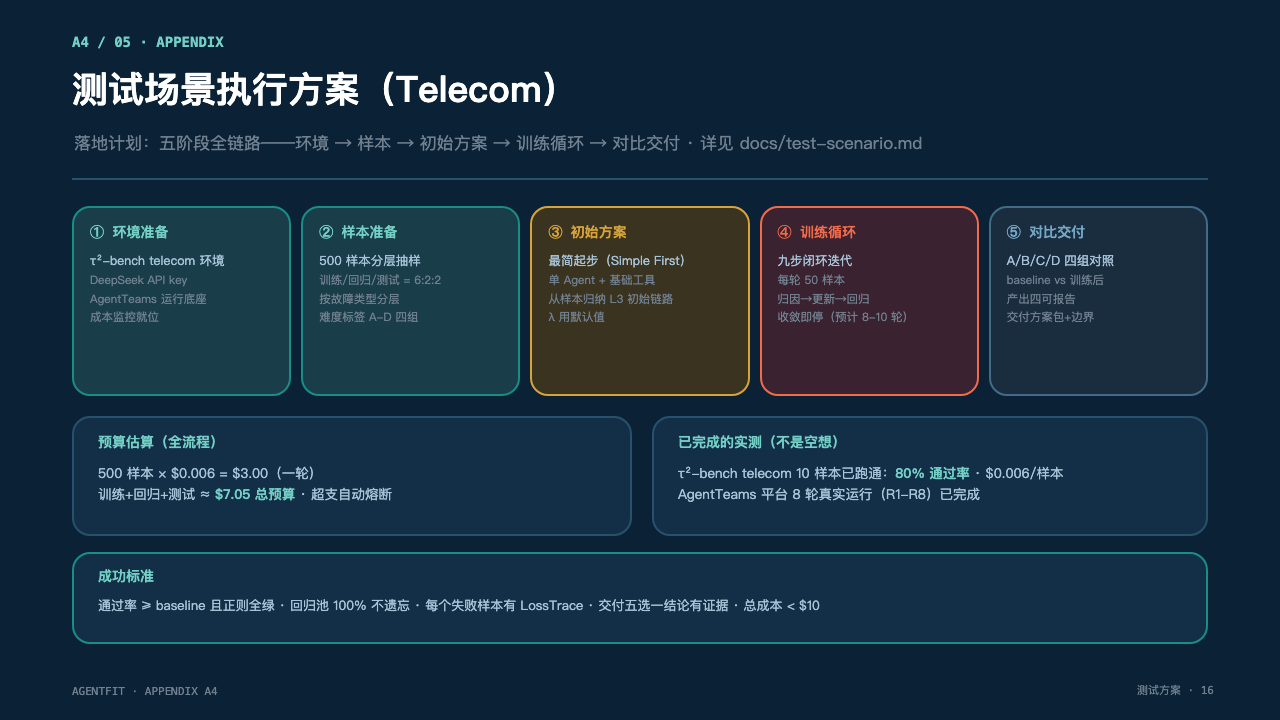 A4 / 05 · APPENDIX
测试场景执行方案（Telecom）
落地计划：五阶段全链路——环境 → 样本 → 初始方案 → 训练循环 → 对比交付 · 详见 docs/test-scenario.md
① 环境准备
τ²-bench telecom 环境
DeepSeek API key
AgentTeams 运行底座
成本监控就位
② 样本准备
500 样本分层抽样
训练/回归/测试 = 6:2:2
按故障类型分层
难度标签 A-D 四组
③ 初始方案
最简起步（Simple First）
单 Agent + 基础工具
从样本归纳 L3 初始链路
λ 用默认值
④ 训练循环
九步闭环迭代
每轮 50 样本
归因→更新→回归
收敛即停（预计 8-10 轮）
⑤ 对比交付
A/B/C/D 四组对照
baseline vs 训练后
产出四可报告
交付方案包+边界
预算估算（全流程）
500 样本 × $0.006 = $3.00（一轮）
训练+回归+测试 ≈ $7.05 总预算 · 超支自动熔断
已完成的实测（不是空想）
τ²-bench telecom 10 样本已跑通：80% 通过率 · $0.006/样本
AgentTeams 平台 8 轮真实运行（R1-R8）已完成
成功标准
通过率 ⩾ baseline 且正则全绿 · 回归池 100% 不遗忘 · 每个失败样本有 LossTrace · 交付五选一结论有证据 · 总成本 < $10
AGENTFIT · APPENDIX A4
测试方案 · 16